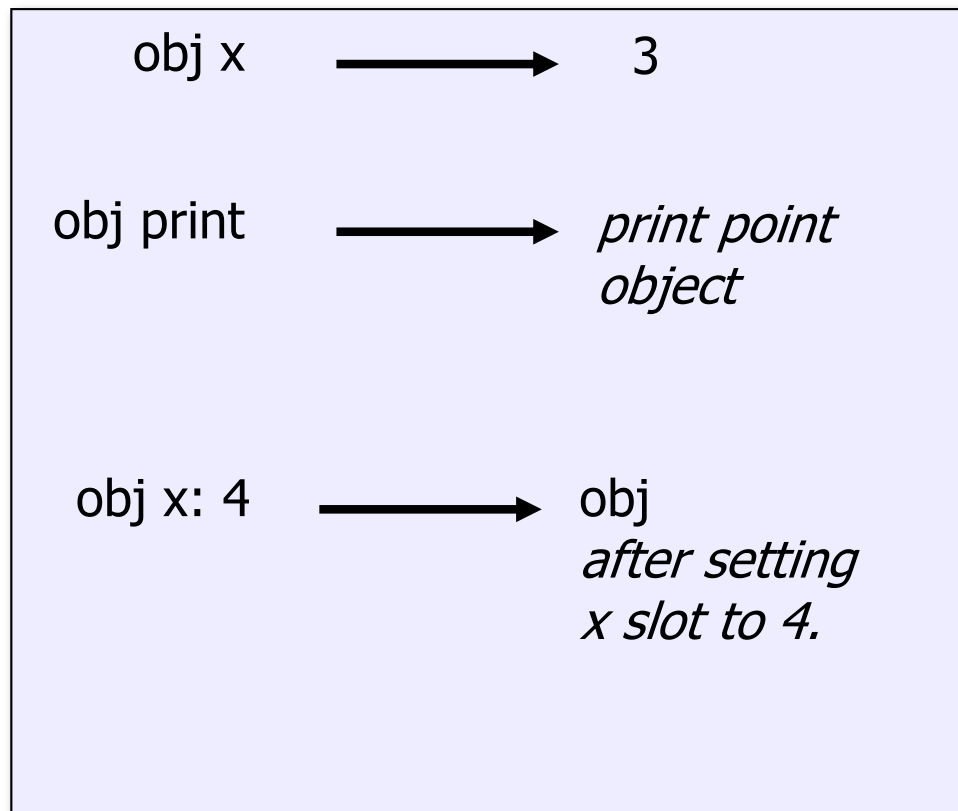 obj x 3
obj print print point
object
obj x: 4 obj
after setting
x slot to 4.